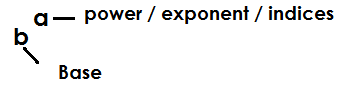 a — power / exponent / indices
b
Base